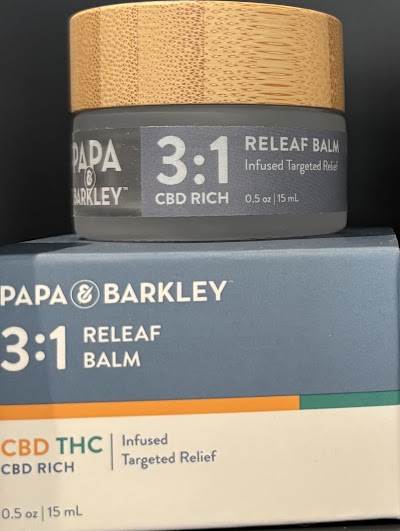 PAPA
&
BARKLEY™
3:1
CBD RICH
RELEAF BALM
Infused Targeted Relief
0.5 oz | 15 mL
PAPA & BARKLEY™
3:1
RELEAF
BALM
CBD THC
CBD RICH
Infused
Targeted Relief
0.5 oz | 15 mL